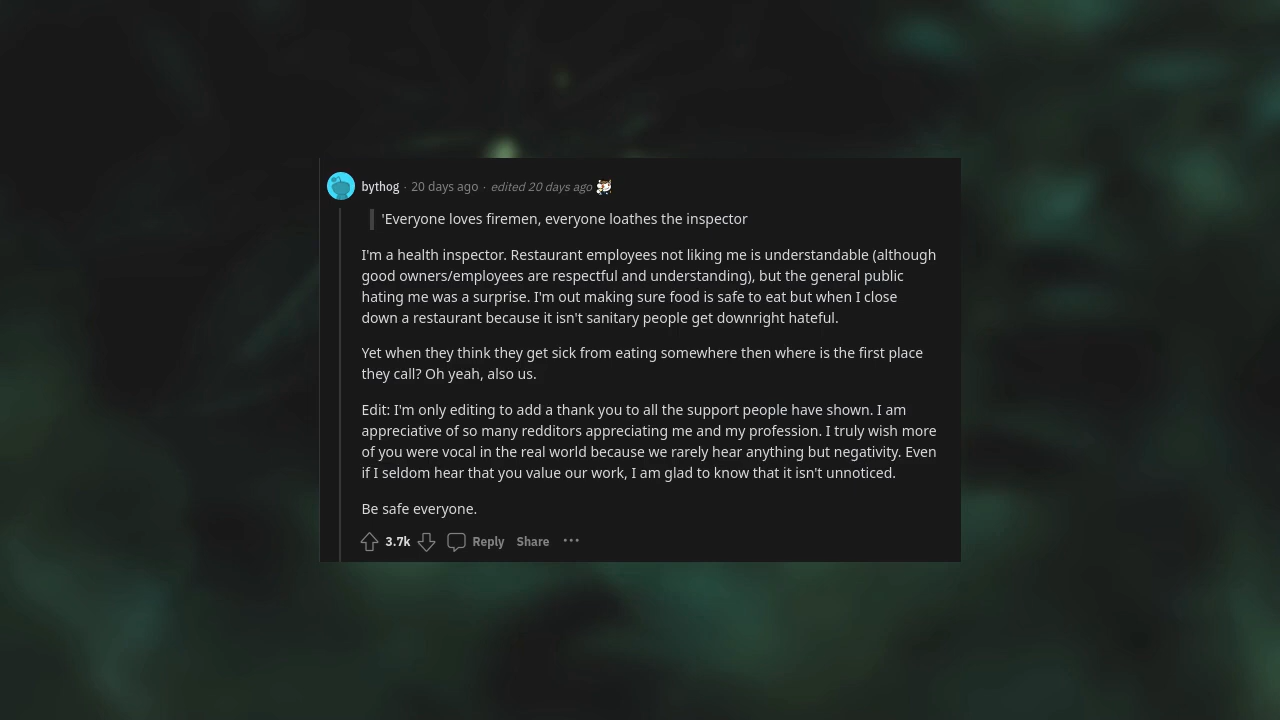 bythog · 20 days ago · edited 20 days ago
'Everyone loves firemen, everyone loathes the inspector
I'm a health inspector. Restaurant employees not liking me is understandable (although
good owners/employees are respectful and understanding), but the general public
hating me was a surprise. I'm out making sure food is safe to eat but when I close
down a restaurant because it isn't sanitary people get downright hateful.
Yet when they think they get sick from eating somewhere then where is the first place
they call? Oh yeah, also us.
Edit: I'm only editing to add a thank you to all the support people have shown. I am
appreciative of so many redditors appreciating me and my profession. I truly wish more
of you were vocal in the real world because we rarely hear anything but negativity. Even
if I seldom hear that you value our work, I am glad to know that it isn't unnoticed.
Be safe everyone.
3.7k Reply Share ···